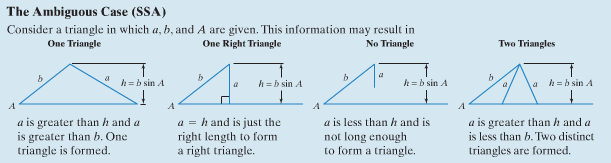 The Ambiguous Case (SSA)
Consider a triangle in which a, b, and A are given. This information may result in
One Triangle
b
a
h = b sin A
A
a is greater than h and a
is greater than b. One
triangle is formed.
One Right Triangle
b
a
h = b sin A
A
a = h and is just the
right length to form
a right triangle.
No Triangle
b
a
h = b sin A
A
a is less than h and is
not long enough
to form a triangle.
Two Triangles
b
a
a
h = b sin A
A
a is greater than h and a
is less than b. Two distinct
triangles are formed.